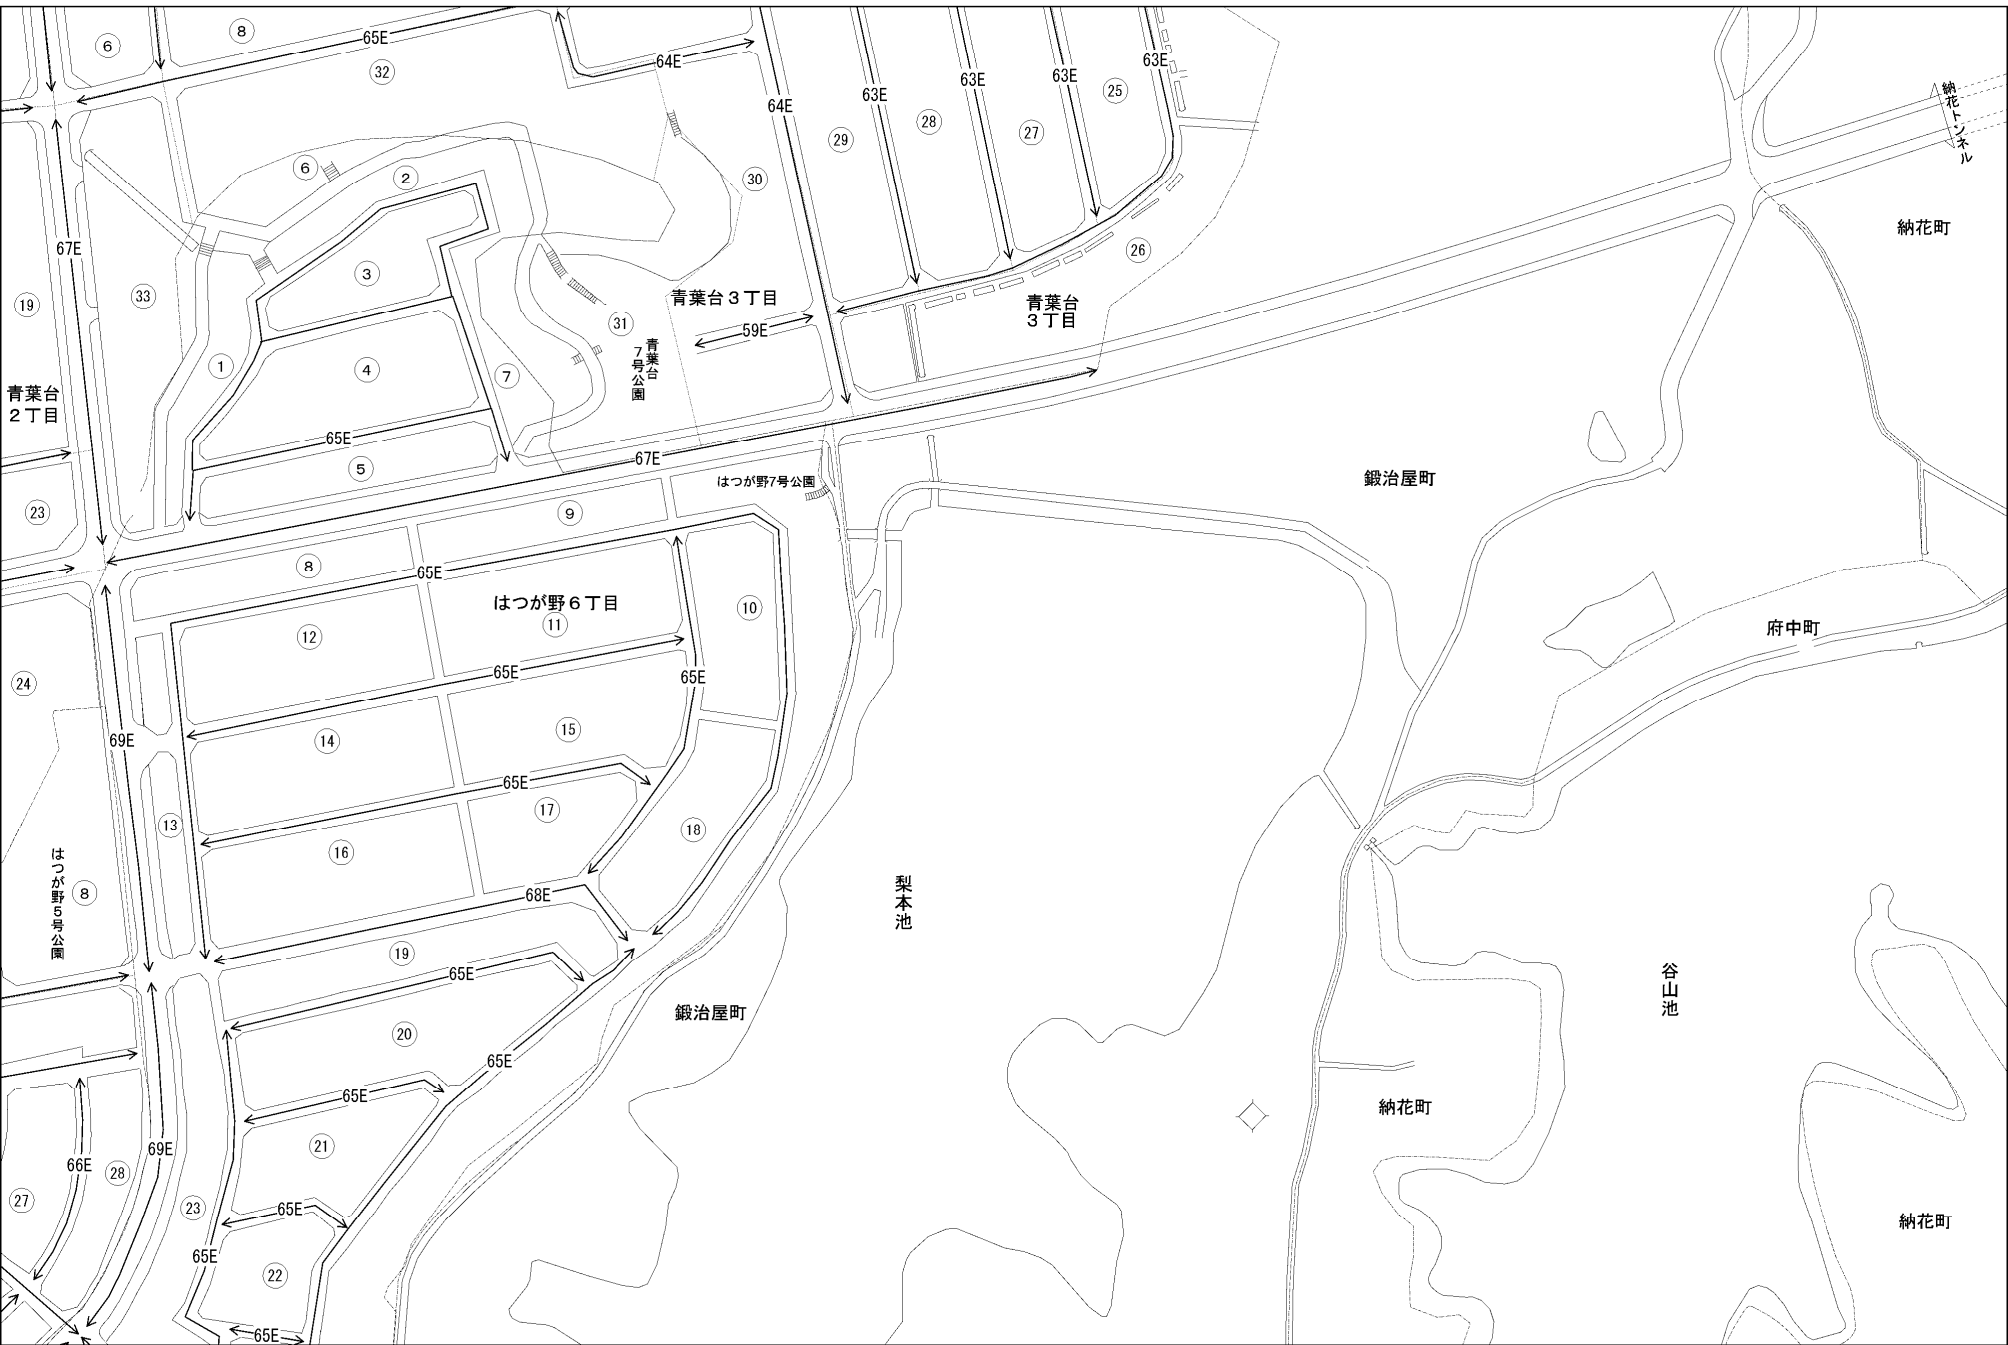 ⑥
⑧
65E
㉜
64E
64E
63E
63E
63E
63E
㉙
㉘
㉗
㉕
納花トンネル
⑥
②
㉚
67E
㉖
納花町
⑲
㉝
③
青葉台3丁目
青葉台
3丁目
㉛
59E
青葉台
7号公園
①
④
⑦
青葉台
2丁目
65E
⑤
67E
はつが野7号公園
鍛治屋町
㉓
⑨
⑧
65E
はつが野6丁目
⑪
⑩
⑫
府中町
65E
65E
㉔
69E
⑭
⑮
65E
⑰
⑬
⑱
⑯
はつが野5号公園
⑧
68E
梨本池
⑲
65E
谷山池
鍛治屋町
⑳
65E
65E
納花町
㉑
69E
66E
㉘
㉗
㉓
65E
納花町
65E
㉒
65E